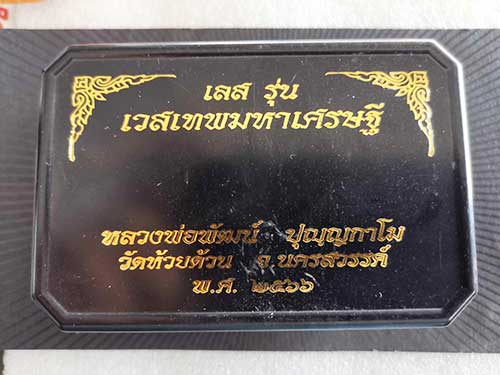 เลส รุ่น
เวสเทพมหาเศรษฐี
หลวงพ่อพัฒน์ ปุญญกาโม
วัดห้วยด้วน จ.นครสวรรค์
พ.ศ. ๒๕๖๖